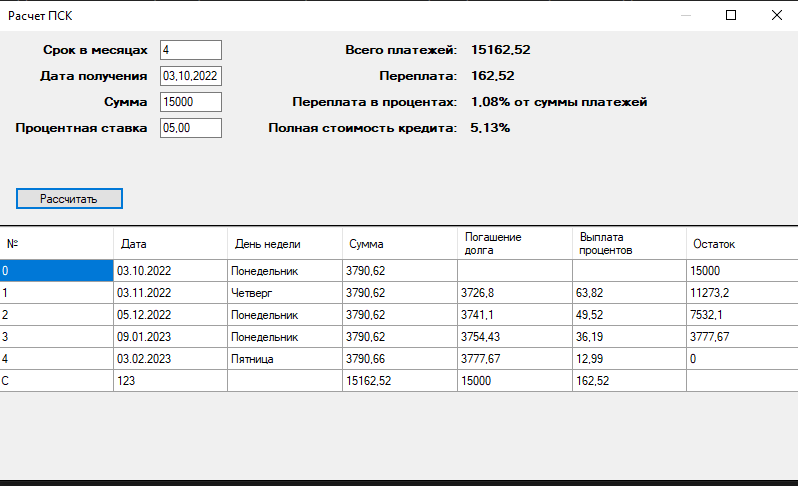 Расчет ПСК
Срок в месяцах 4 Всего платежей: 15162,52
Дата получения 03,10,2022 Переплата: 162,52
Сумма 15000 Переплата в процентах: 1,08% от суммы платежей
Процентная ставка 05,00 Полная стоимость кредита: 5,13%
Рассчитать
№ Дата День недели Сумма Погашение долга Выплата процентов Остаток
0 03.10.2022 Понедельник 3790,62 15000
1 03.11.2022 Четверг 3790,62 3726,8 63,82 11273,2
2 05.12.2022 Понедельник 3790,62 3741,1 49,52 7532,1
3 09.01.2023 Понедельник 3790,62 3754,43 36,19 3777,67
4 03.02.2023 Пятница 3790,66 3777,67 12,99 0
С 123 15162,52 15000 162,52